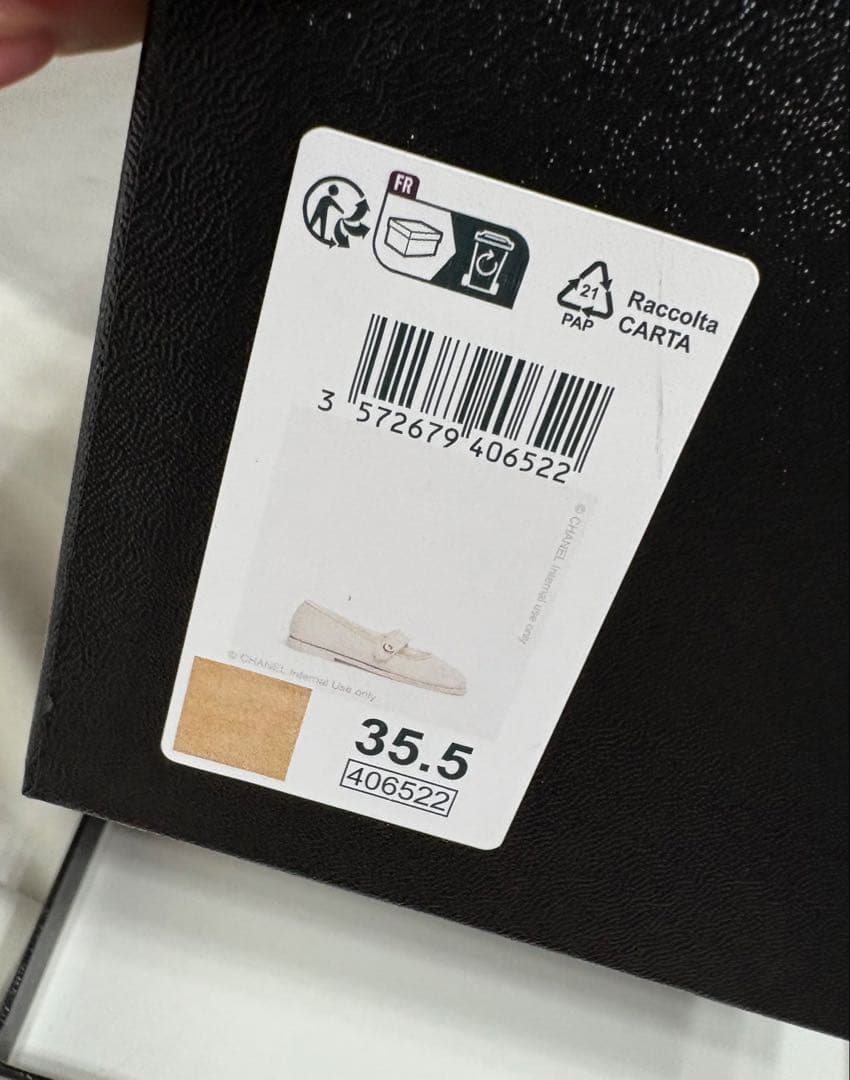 FR
21
PAP
Raccolta
CARTA
3 572679 406522
© CHANEL Internal use only
© CHANEL Internal Use only
35.5
406522